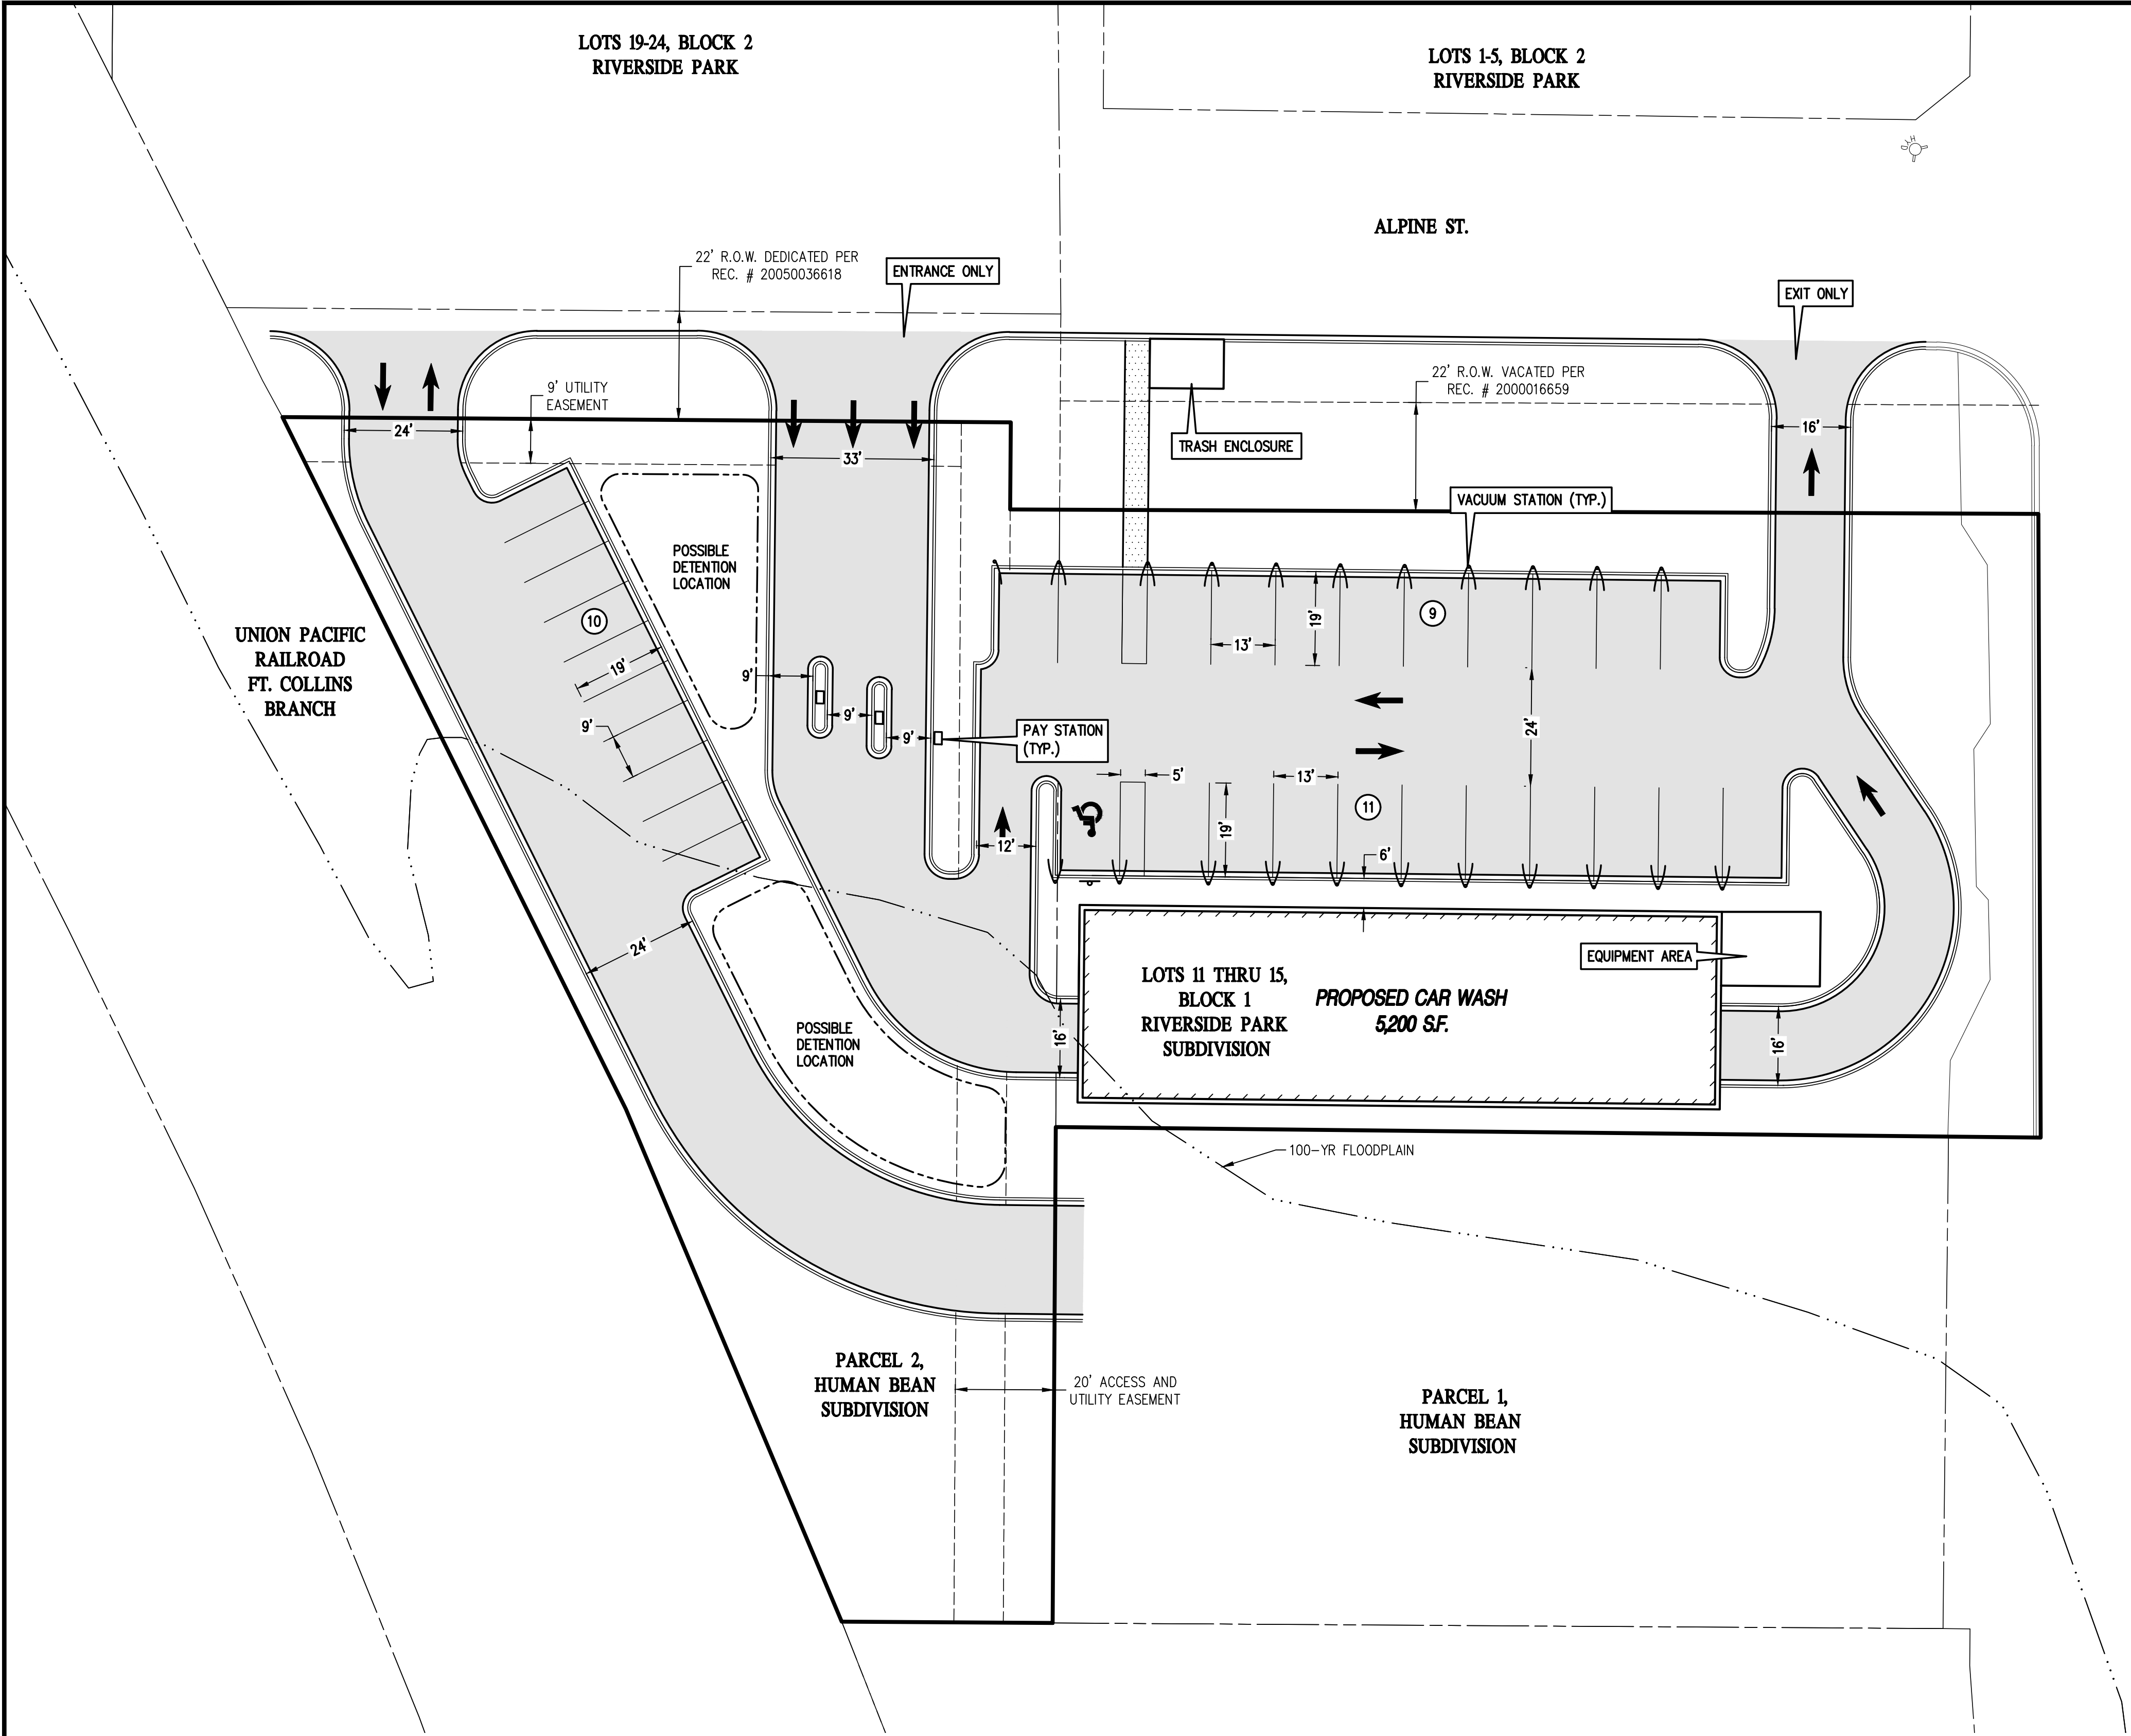 LOTS 19-24, BLOCK 2
RIVERSIDE PARK
LOTS 1-5, BLOCK 2
RIVERSIDE PARK
HYD
ALPINE ST.
22' R.O.W. DEDICATED PER
REC. # 20050036618
ENTRANCE ONLY
EXIT ONLY
9' UTILITY
EASEMENT
22' R.O.W. VACATED PER
REC. # 2000016659
24'
33'
16'
TRASH ENCLOSURE
VACUUM STATION (TYP.)
POSSIBLE
DETENTION
LOCATION
UNION PACIFIC
RAILROAD
FT. COLLINS
BRANCH
10
19'
9'
9'
9'
9'
PAY STATION
(TYP.)
13'
19'
9
24'
5'
13'
11
19'
12'
6'
24'
16'
LOTS 11 THRU 15,
BLOCK 1
RIVERSIDE PARK
SUBDIVISION
PROPOSED CAR WASH
5,200 S.F.
EQUIPMENT AREA
16'
POSSIBLE
DETENTION
LOCATION
100-YR FLOODPLAIN
PARCEL 2,
HUMAN BEAN
SUBDIVISION
20' ACCESS AND
UTILITY EASEMENT
PARCEL 1,
HUMAN BEAN
SUBDIVISION